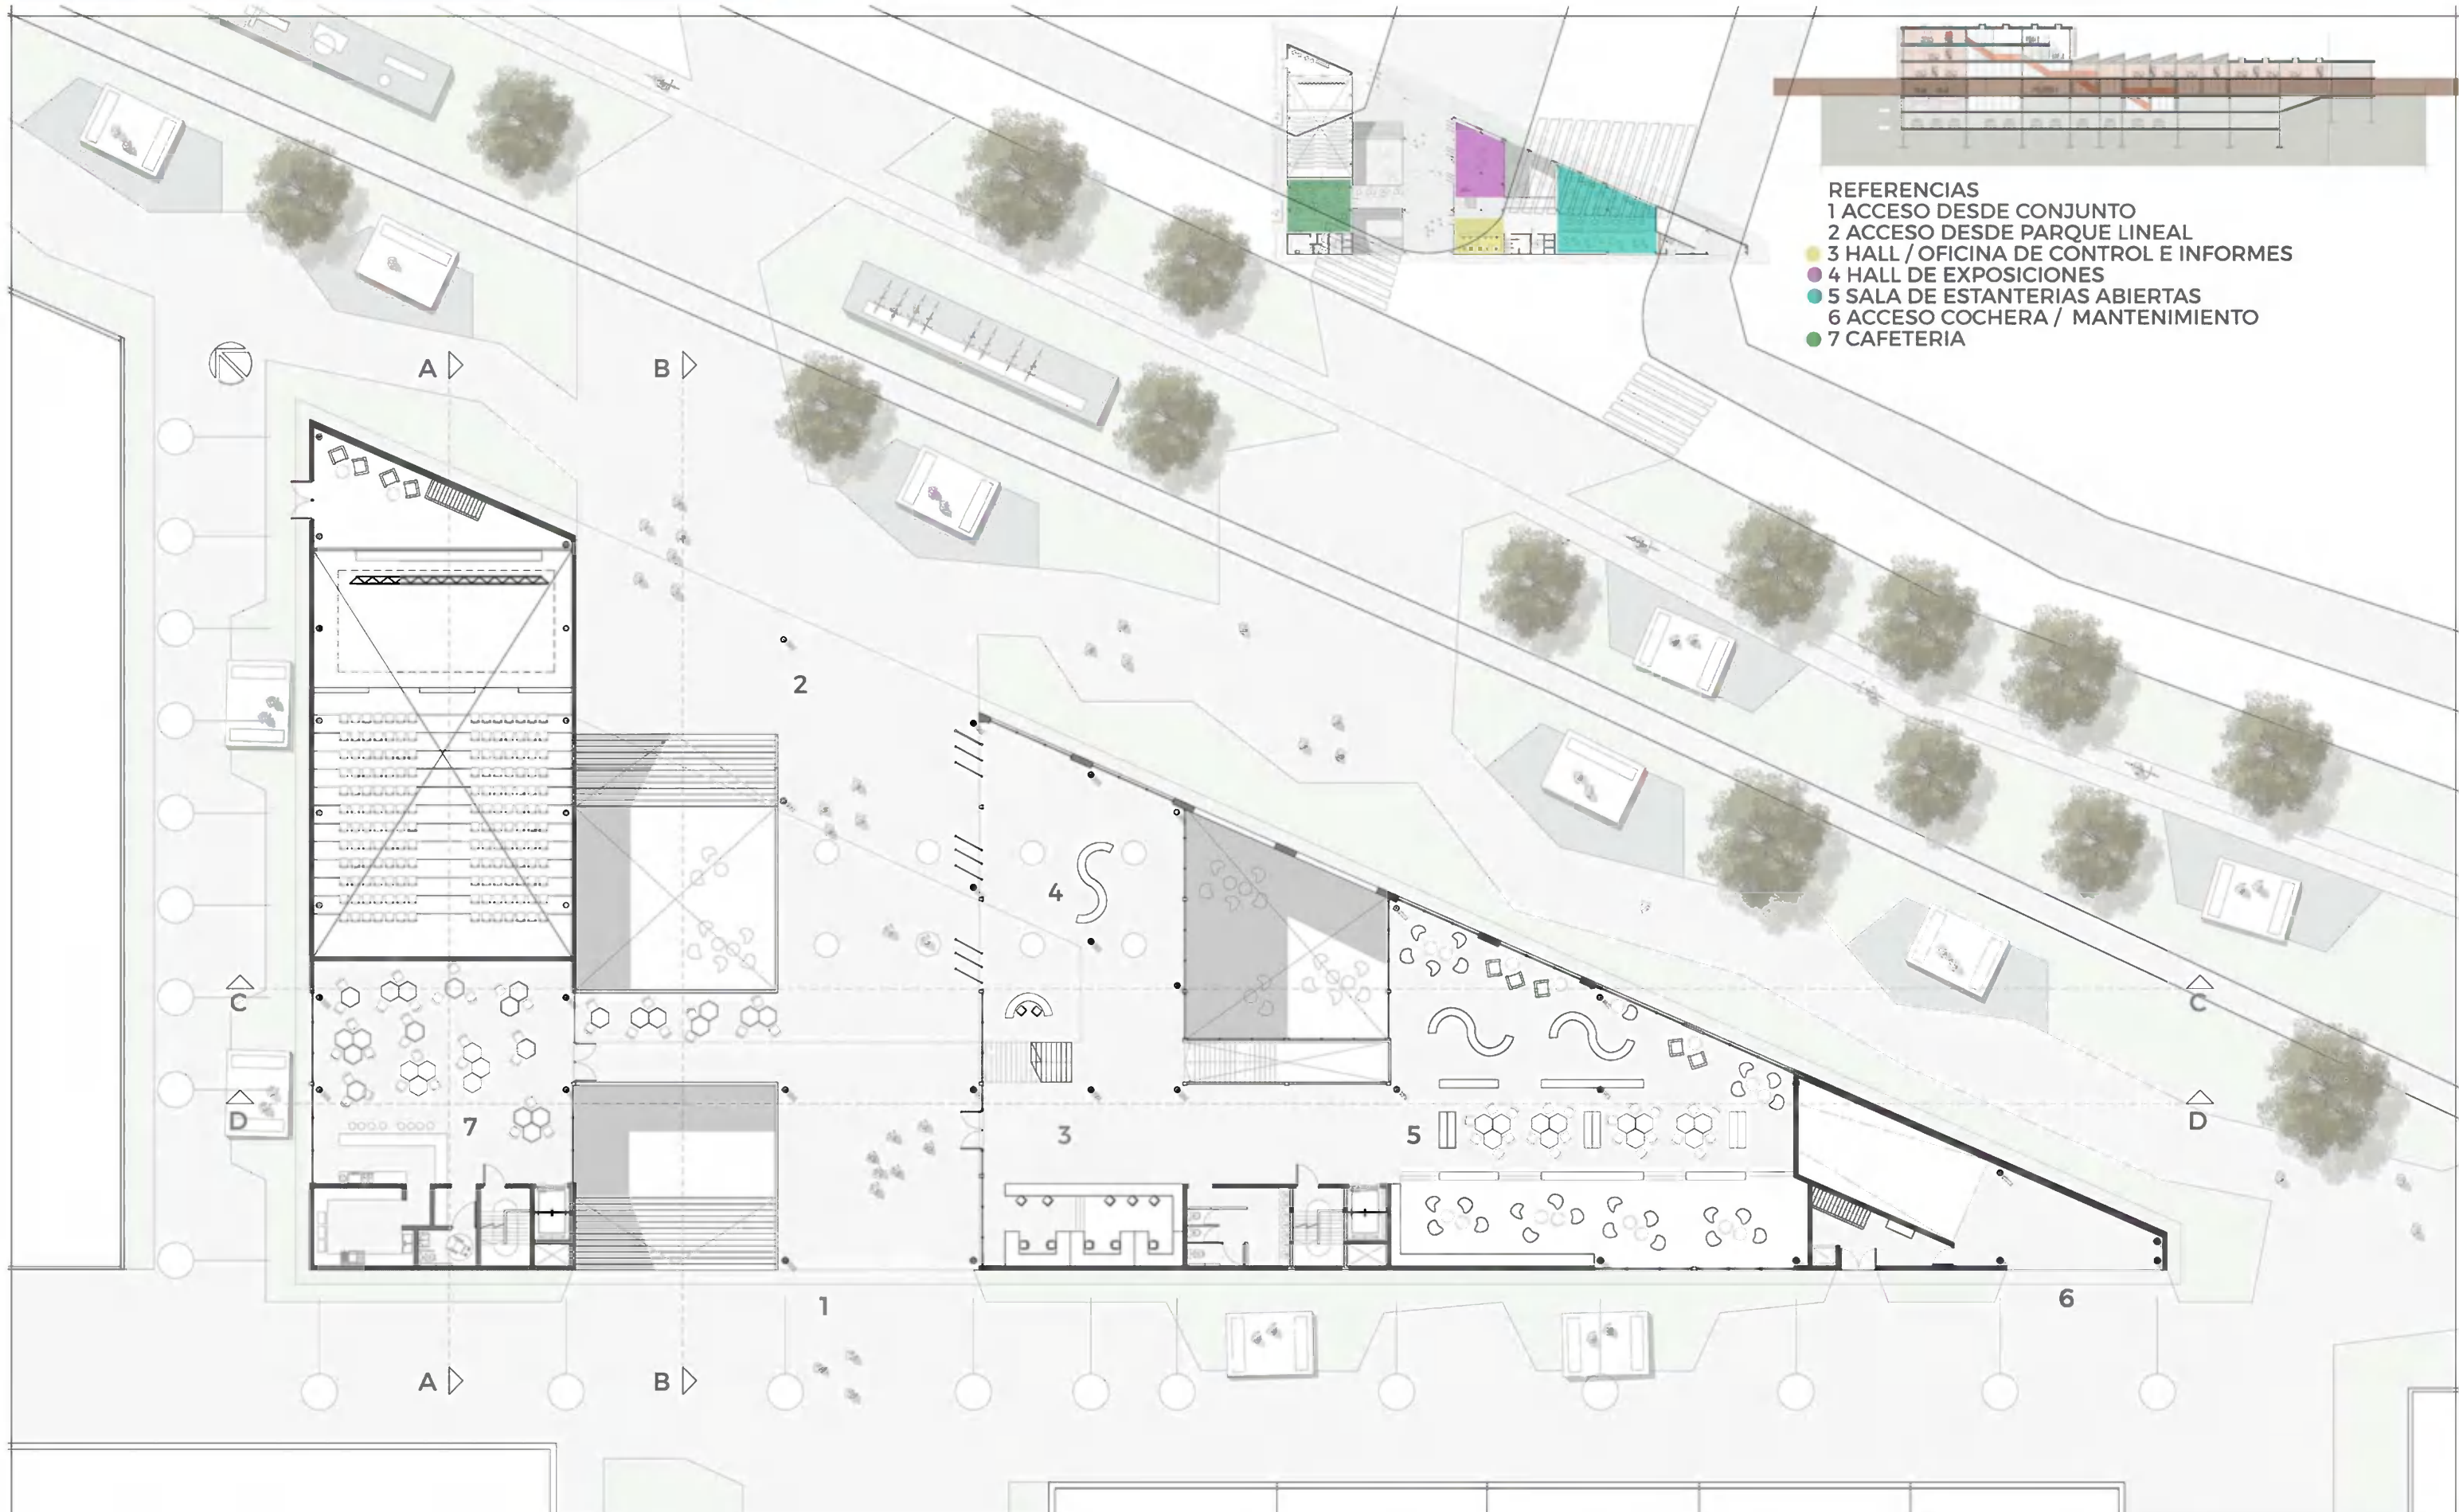 REFERENCIAS
1 ACCESO DESDE CONJUNTO
2 ACCESO DESDE PARQUE LINEAL
3 HALL / OFICINA DE CONTROL E INFORMES
4 HALL DE EXPOSICIONES
5 SALA DE ESTANTERIAS ABIERTAS
6 ACCESO COCHERA / MANTENIMIENTO
7 CAFETERIA
A
B
2
4
C
C
D
D
7
3
5
1
6
A
B